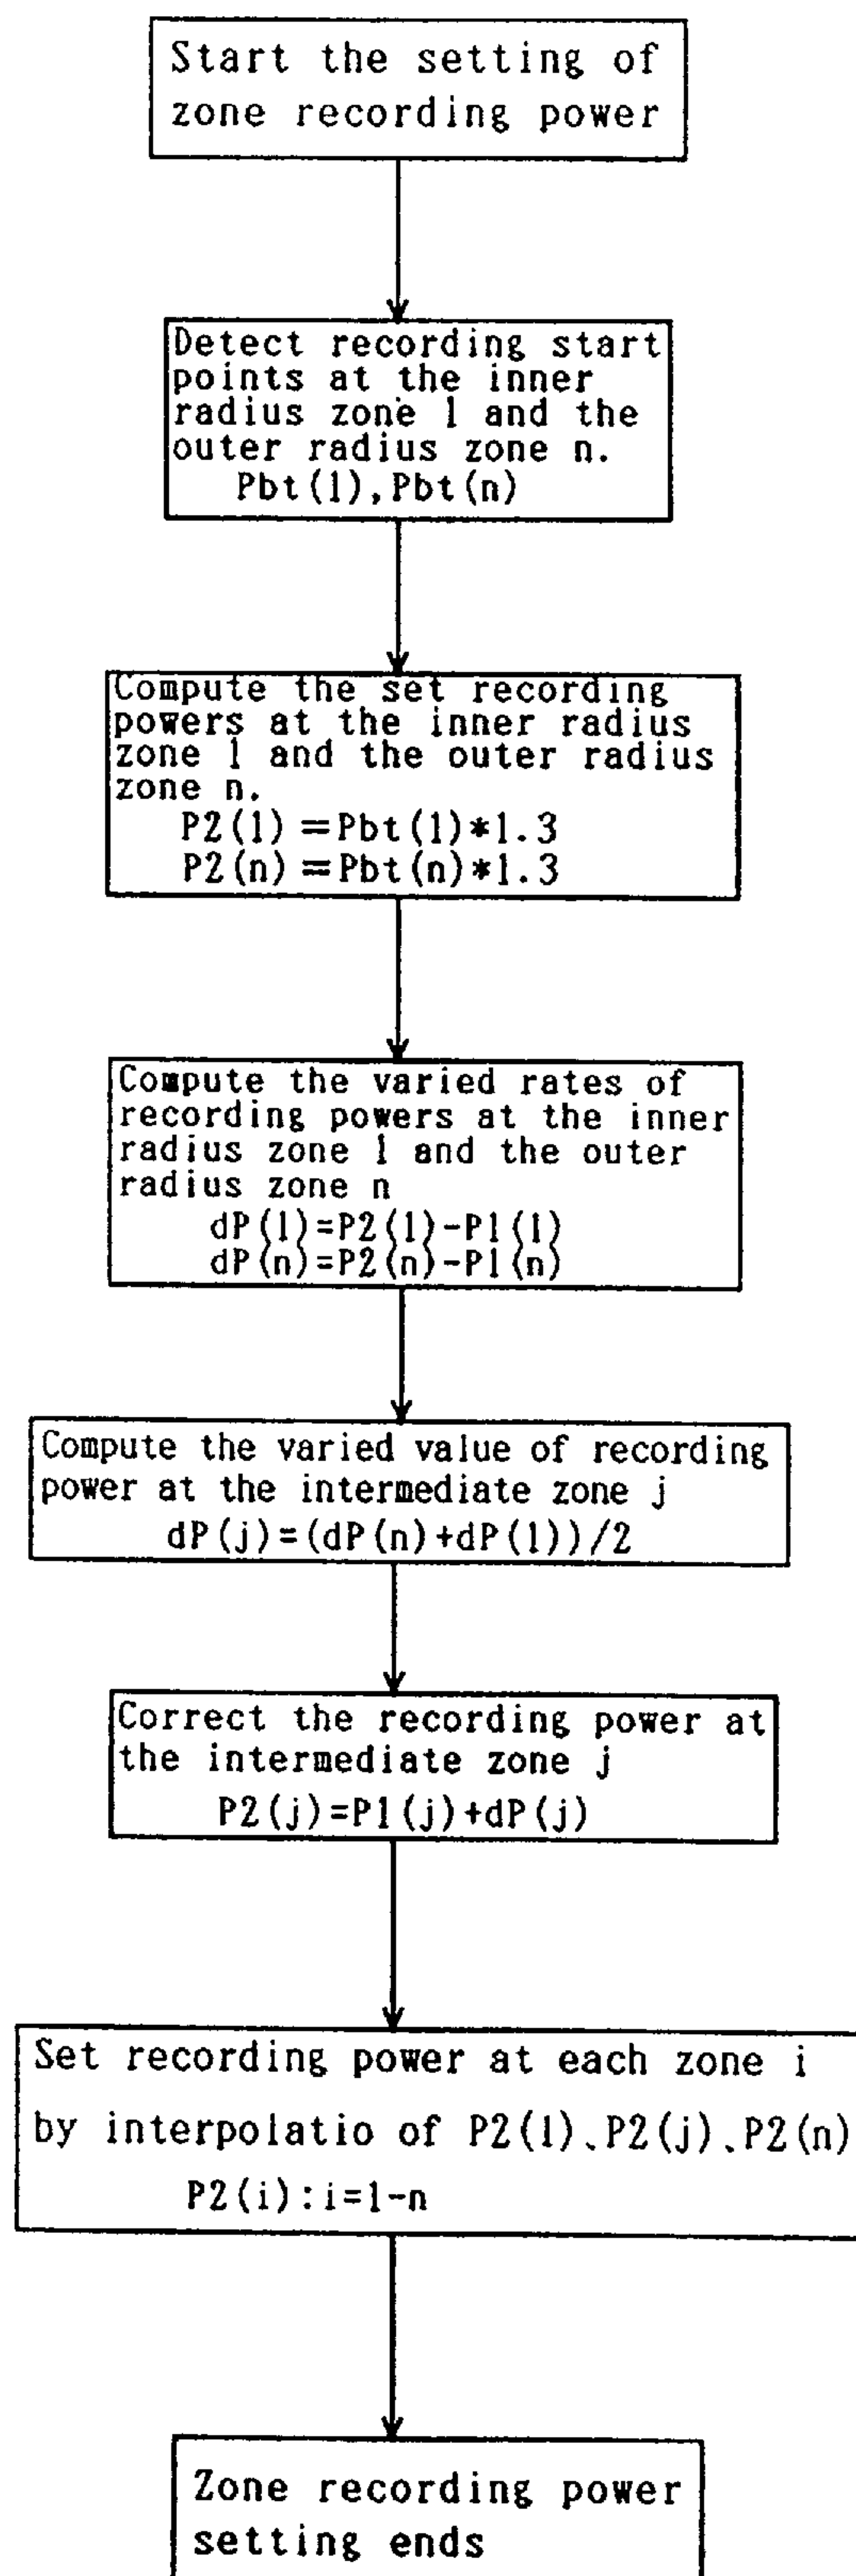 Start the setting of
zone recording power
Detect recording start
points at the inner
radius zone 1 and the
outer radius zone n.
Pbt(1),Pbt(n)
Compute the set recording
powers at the inner radius
zone 1 and the outer radius
zone n.
P2(1)=Pbt(1)*1.3
P2(n)=Pbt(n)*1.3
Compute the varied rates of
recording powers at the inner
radius zone 1 and the outer
radius zone n
dP(1)=P2(1)-P1(1)
dP(n)=P2(n)-P1(n)
Compute the varied value of recording
power at the intermediate zone j
dP(j)=(dP(n)+dP(1))/2
Correct the recording power at
the intermediate zone j
P2(j)=P1(j)+dP(j)
Set recording power at each zone i
by interpolatio of P2(1)、P2(j)、P2(n)
P2(i):i=1-n
Zone recording power
setting ends